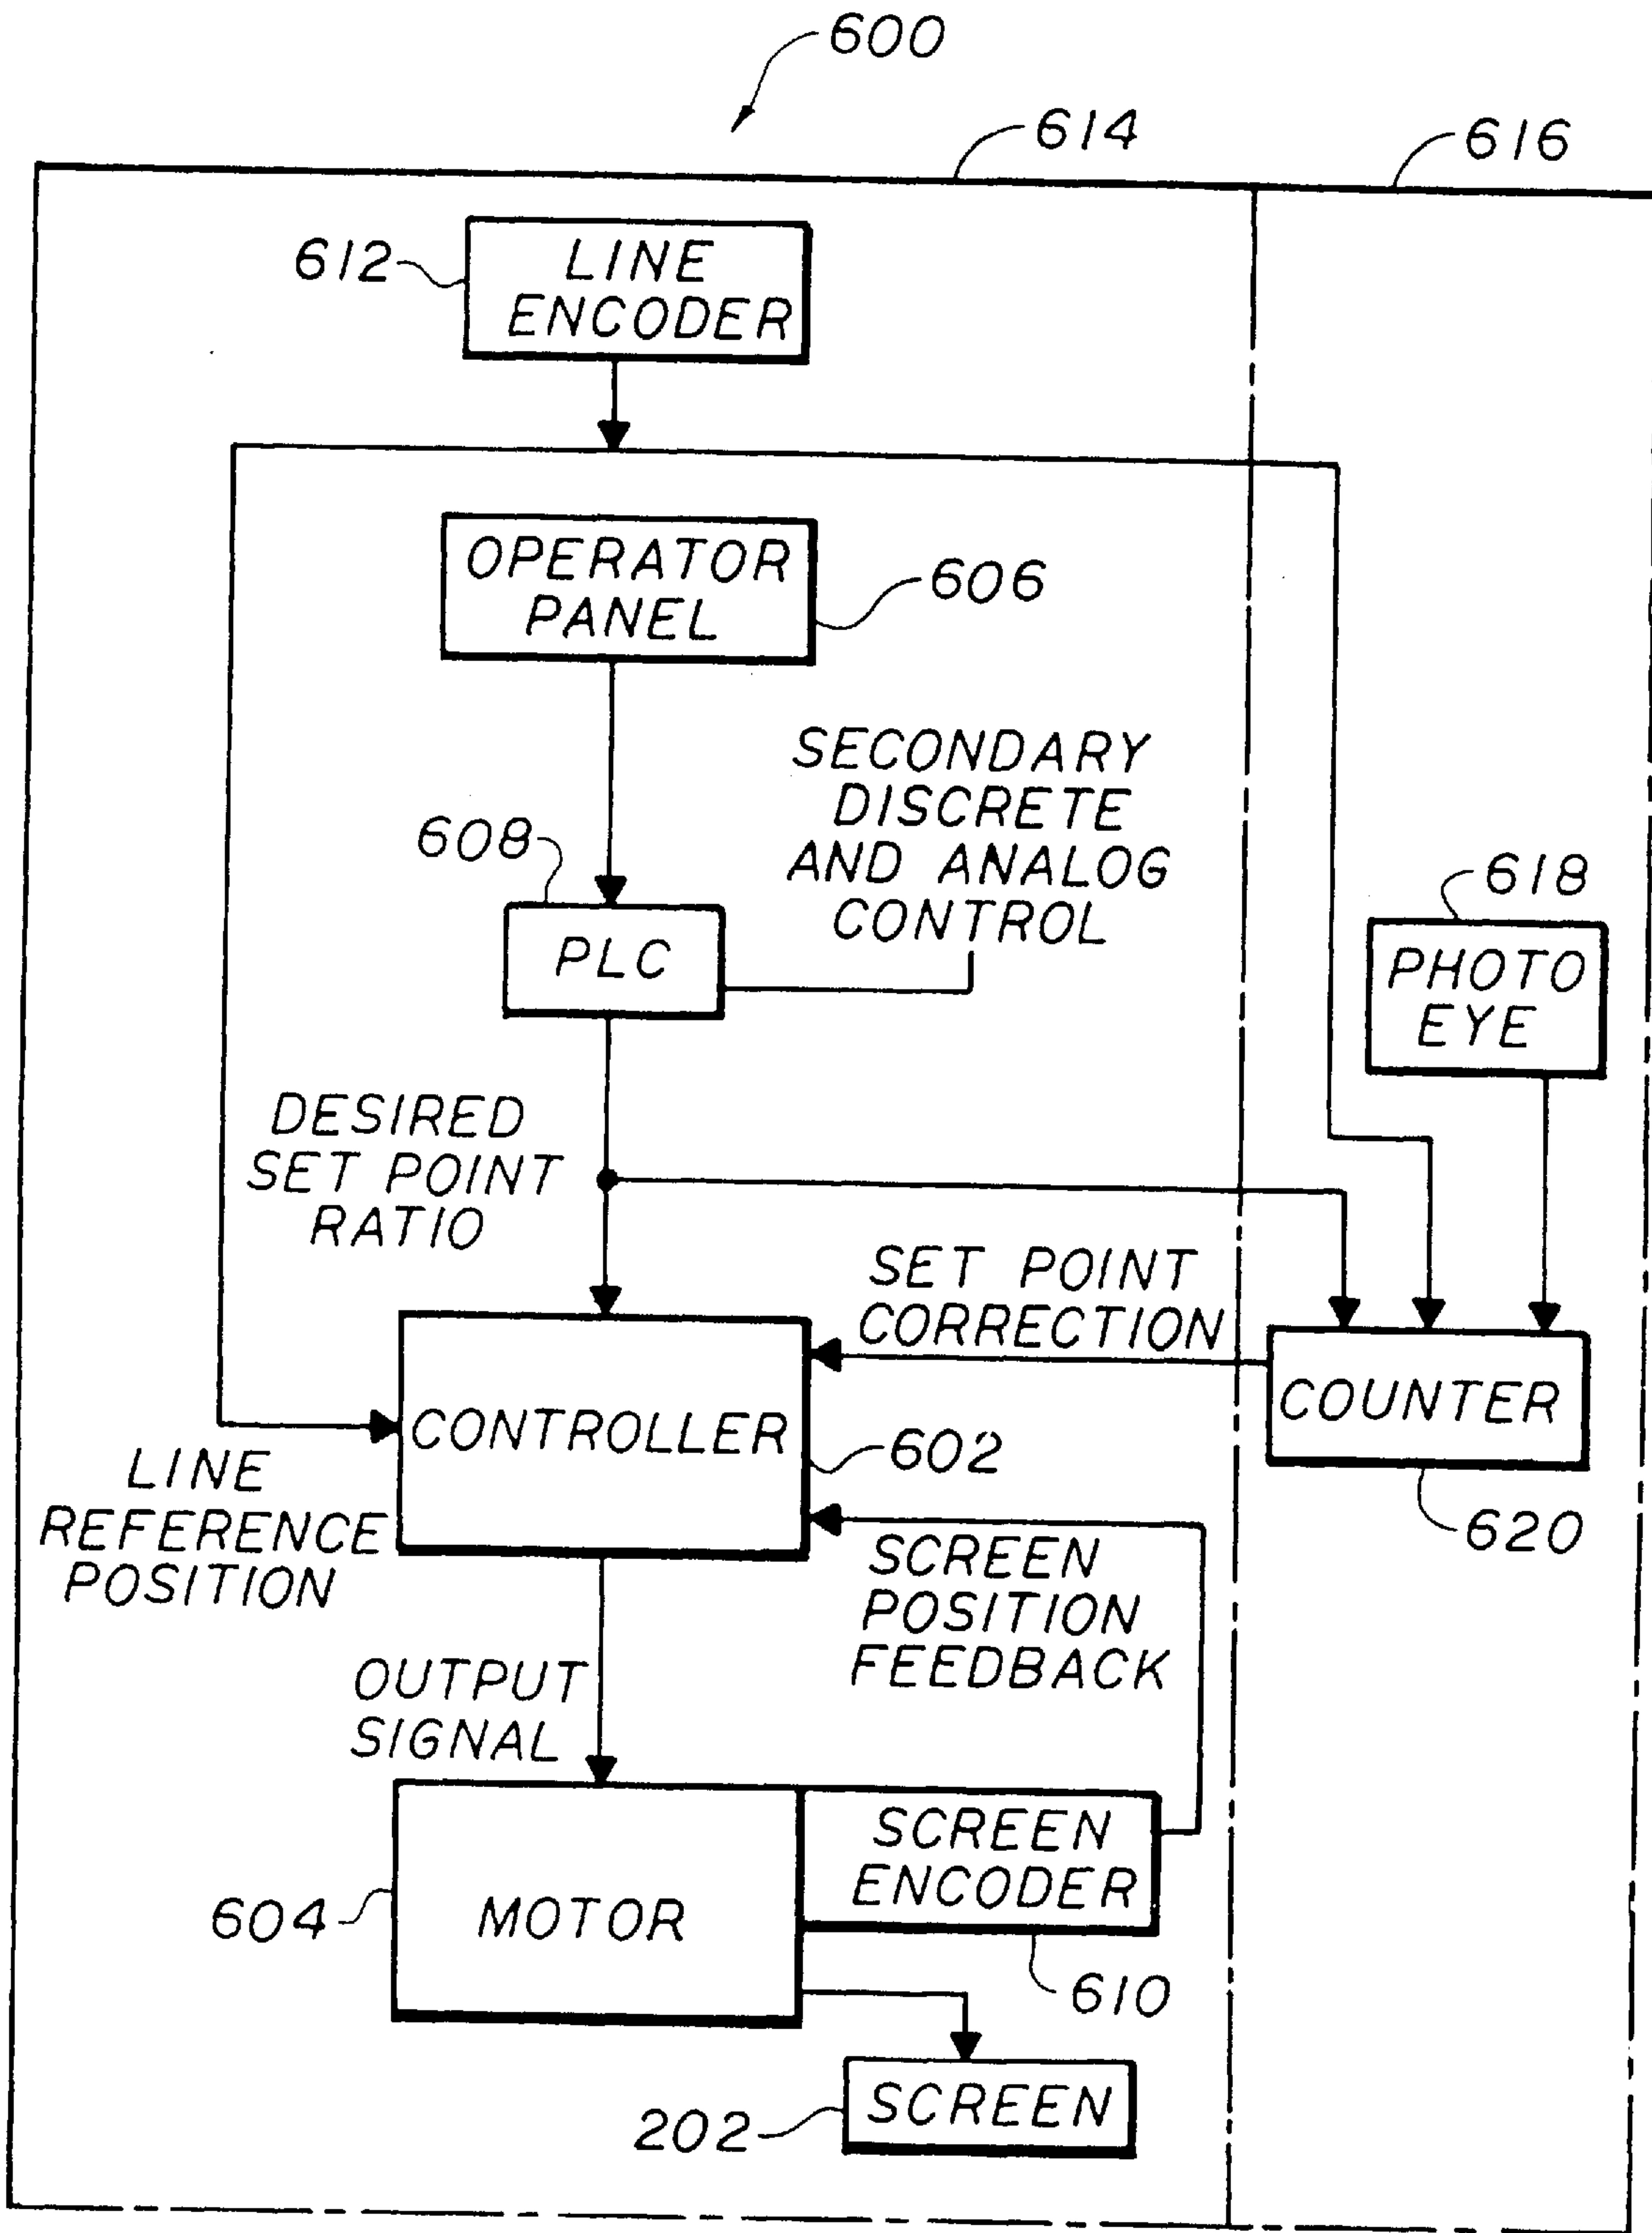 600
614
616
612
LINE
ENCODER
OPERATOR
PANEL
606
SECONDARY
DISCRETE
AND ANALOG
CONTROL
608
PLC
618
PHOTO
EYE
DESIRED
SET POINT
RATIO
SET POINT
CORRECTION
CONTROLLER
602
COUNTER
620
LINE
REFERENCE
POSITION
SCREEN
POSITION
FEEDBACK
OUTPUT
SIGNAL
SCREEN
ENCODER
604
MOTOR
610
202
SCREEN